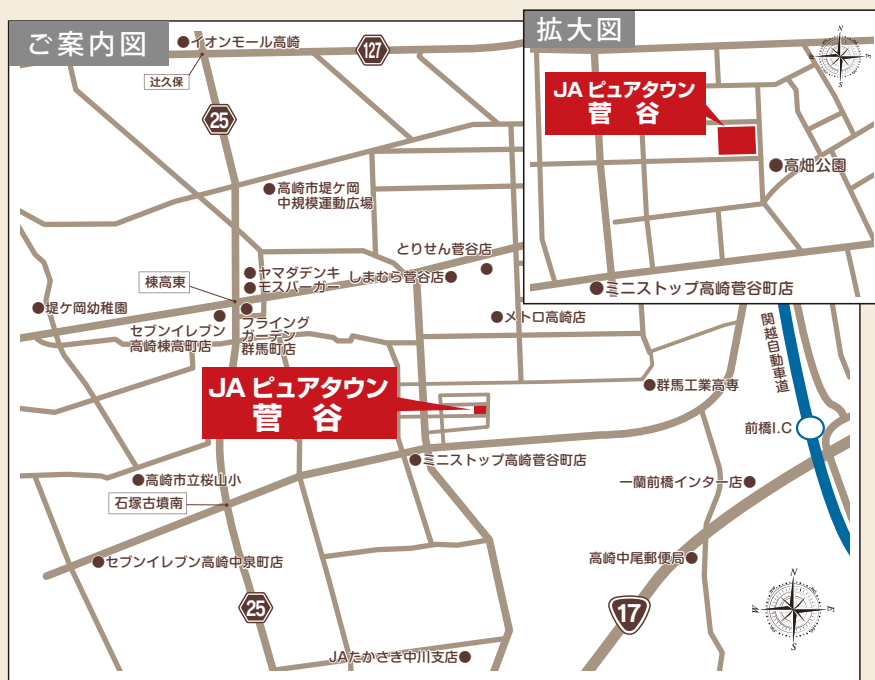 ご案内図
イオンモール高崎
127
辻久保
25
高崎市堤ケ岡
中規模運動広場
とりせん菅谷店
ヤマダデンキ
モスバーガー
しまむら菅谷店
棟高東
堤ケ岡幼稚園
セブンイレブン
高崎棟高町店
フライング
ガーデン
群馬町店
メトロ高崎店
JA ピュアタウン
菅 谷
群馬工業高専
関越自動車道
前橋I.C
ミニストップ高崎菅谷町店
高崎市立桜山小
石塚古墳南
一蘭前橋インター店
セブンイレブン高崎中泉町店
高崎中尾郵便局
25
17
JAたかさき中川支店
N
W
E
S
拡大図
N
W
E
S
JA ピュアタウン
菅 谷
高畑公園
ミニストップ高崎菅谷町店